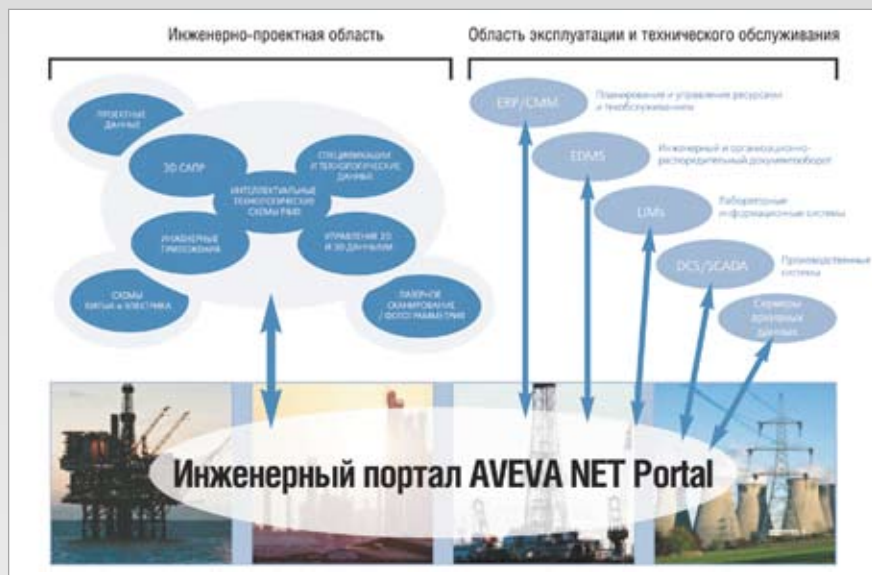 Инженерно-проектная область
Область эксплуатации и технического обслуживания
ПРОЕКТНЫЕ
ДАННЫЕ
3D САПР
СПЕЦИФИКАЦИИ
И ТЕХНОЛОГИЧЕСКИЕ
ДАННЫЕ
ИНТЕЛЛЕКТУАЛЬНЫЕ
ТЕХНОЛОГИЧЕСКИЕ
СХЕМЫ P&ID
ИНЖЕНЕРНЫЕ
ПРИЛОЖЕНИЯ
УПРАВЛЕНИЕ 2D
И 3D ДАННЫМИ
СХЕМЫ
КИПиА и ЭЛЕКТРИКА
ЛАЗЕРНОЕ
СКАНИРОВАНИЕ
/ ФОТОГРАММЕТРИЯ
ERP/CMM
Планирование и управление ресурсами
и техобслуживанием
EDMS
Инженерный и организационно-
распорядительный документооборот
LIMs
Лабораторные
информационные системы
DCS/SCADA
Производственные
системы
Серверы
архивных
данных
Инженерный портал AVEVA NET Portal